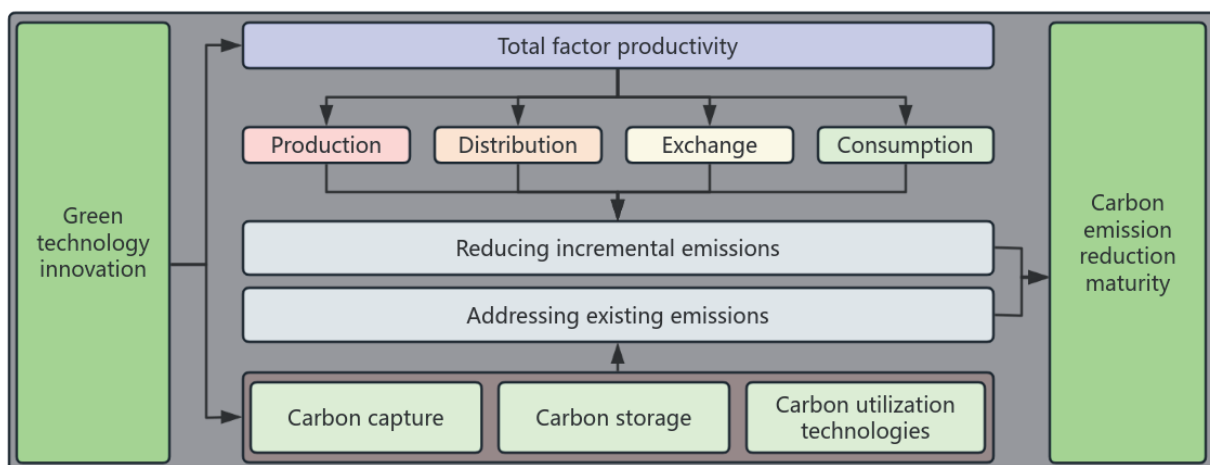 Green
technology
innovation
Total factor productivity
Production
Distribution
Exchange
Consumption
Reducing incremental emissions
Addressing existing emissions
Carbon capture
Carbon storage
Carbon utilization
technologies
Carbon
emission
reduction
maturity